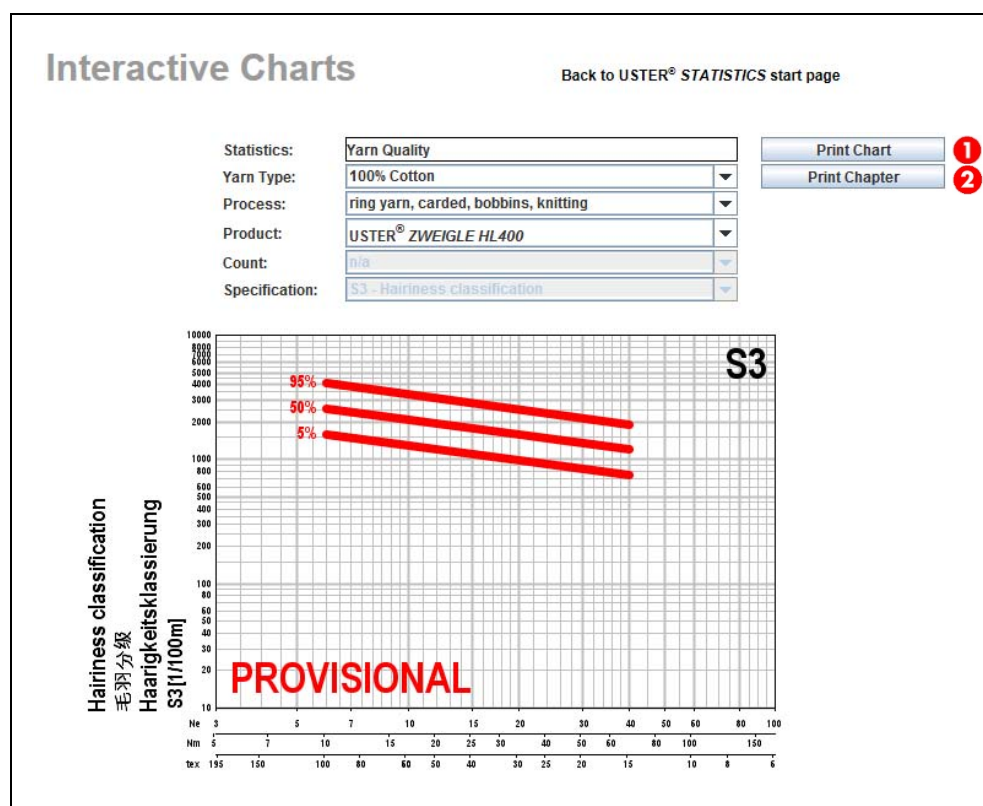 Interactive Charts
Back to USTER® STATISTICS start page
Statistics: Yarn Quality Print Chart 1
Yarn Type: 100% Cotton Print Chapter 2
Process: ring yarn, carded, bobbins, knitting
Product: USTER® ZWEIGLE HL400
Count: n/a
Specification: S3 - Hairiness classification
S3
Hairiness classification
毛羽分级
Haarigkeitsklassierung
S3 [1/100m]
10000
8000
7000
6000
5000
4000
3000
2000
1000
800
600
500
400
300
200
100
80
60
50
40
30
20
10
95%
50%
5%
PROVISIONAL
Ne 3 5 7 10 15 20 30 40 50 60 80 100
Nm 5 7 10 15 20 25 30 40 50 60 80 100 150
tex 195 150 100 80 60 50 40 30 25 20 15 10 8 6